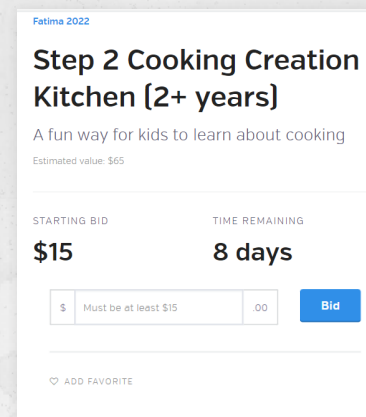 Fatima 2022
Step 2 Cooking Creation
Kitchen (2+ years)
A fun way for kids to learn about cooking
Estimated value: $65
STARTING BID
TIME REMAINING
$15
8 days
$ Must be at least $15 .00 Bid
ADD FAVORITE